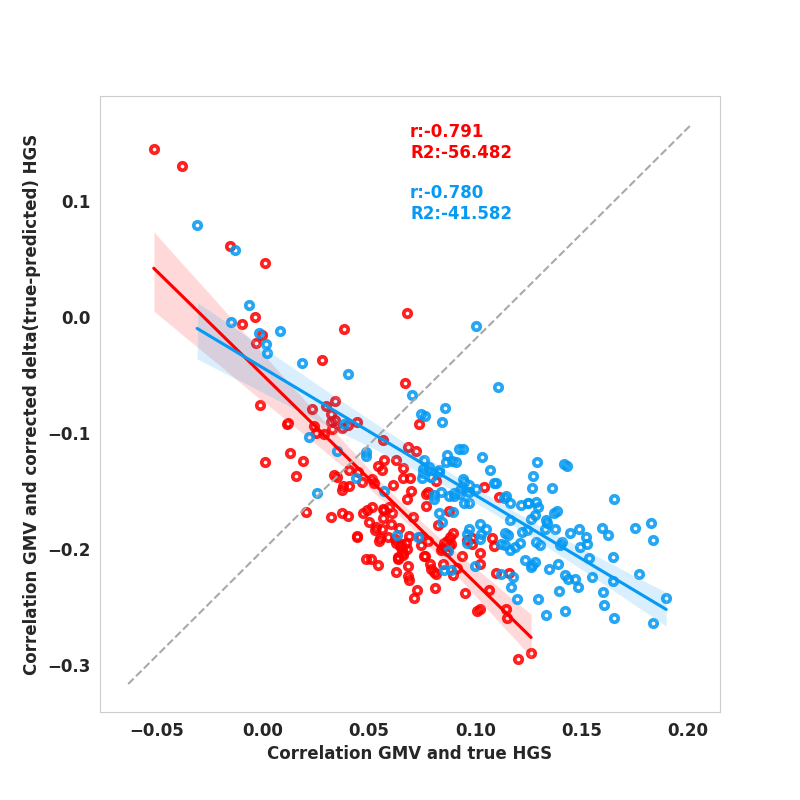 r:-0.791
R2:-56.482
r:-0.780
R2:-41.582
Correlation GMV and corrected delta(true-predicted) HGS
0.1
0.0
−0.1
−0.2
−0.3
−0.05 0.00 0.05 0.10 0.15 0.20
Correlation GMV and true HGS